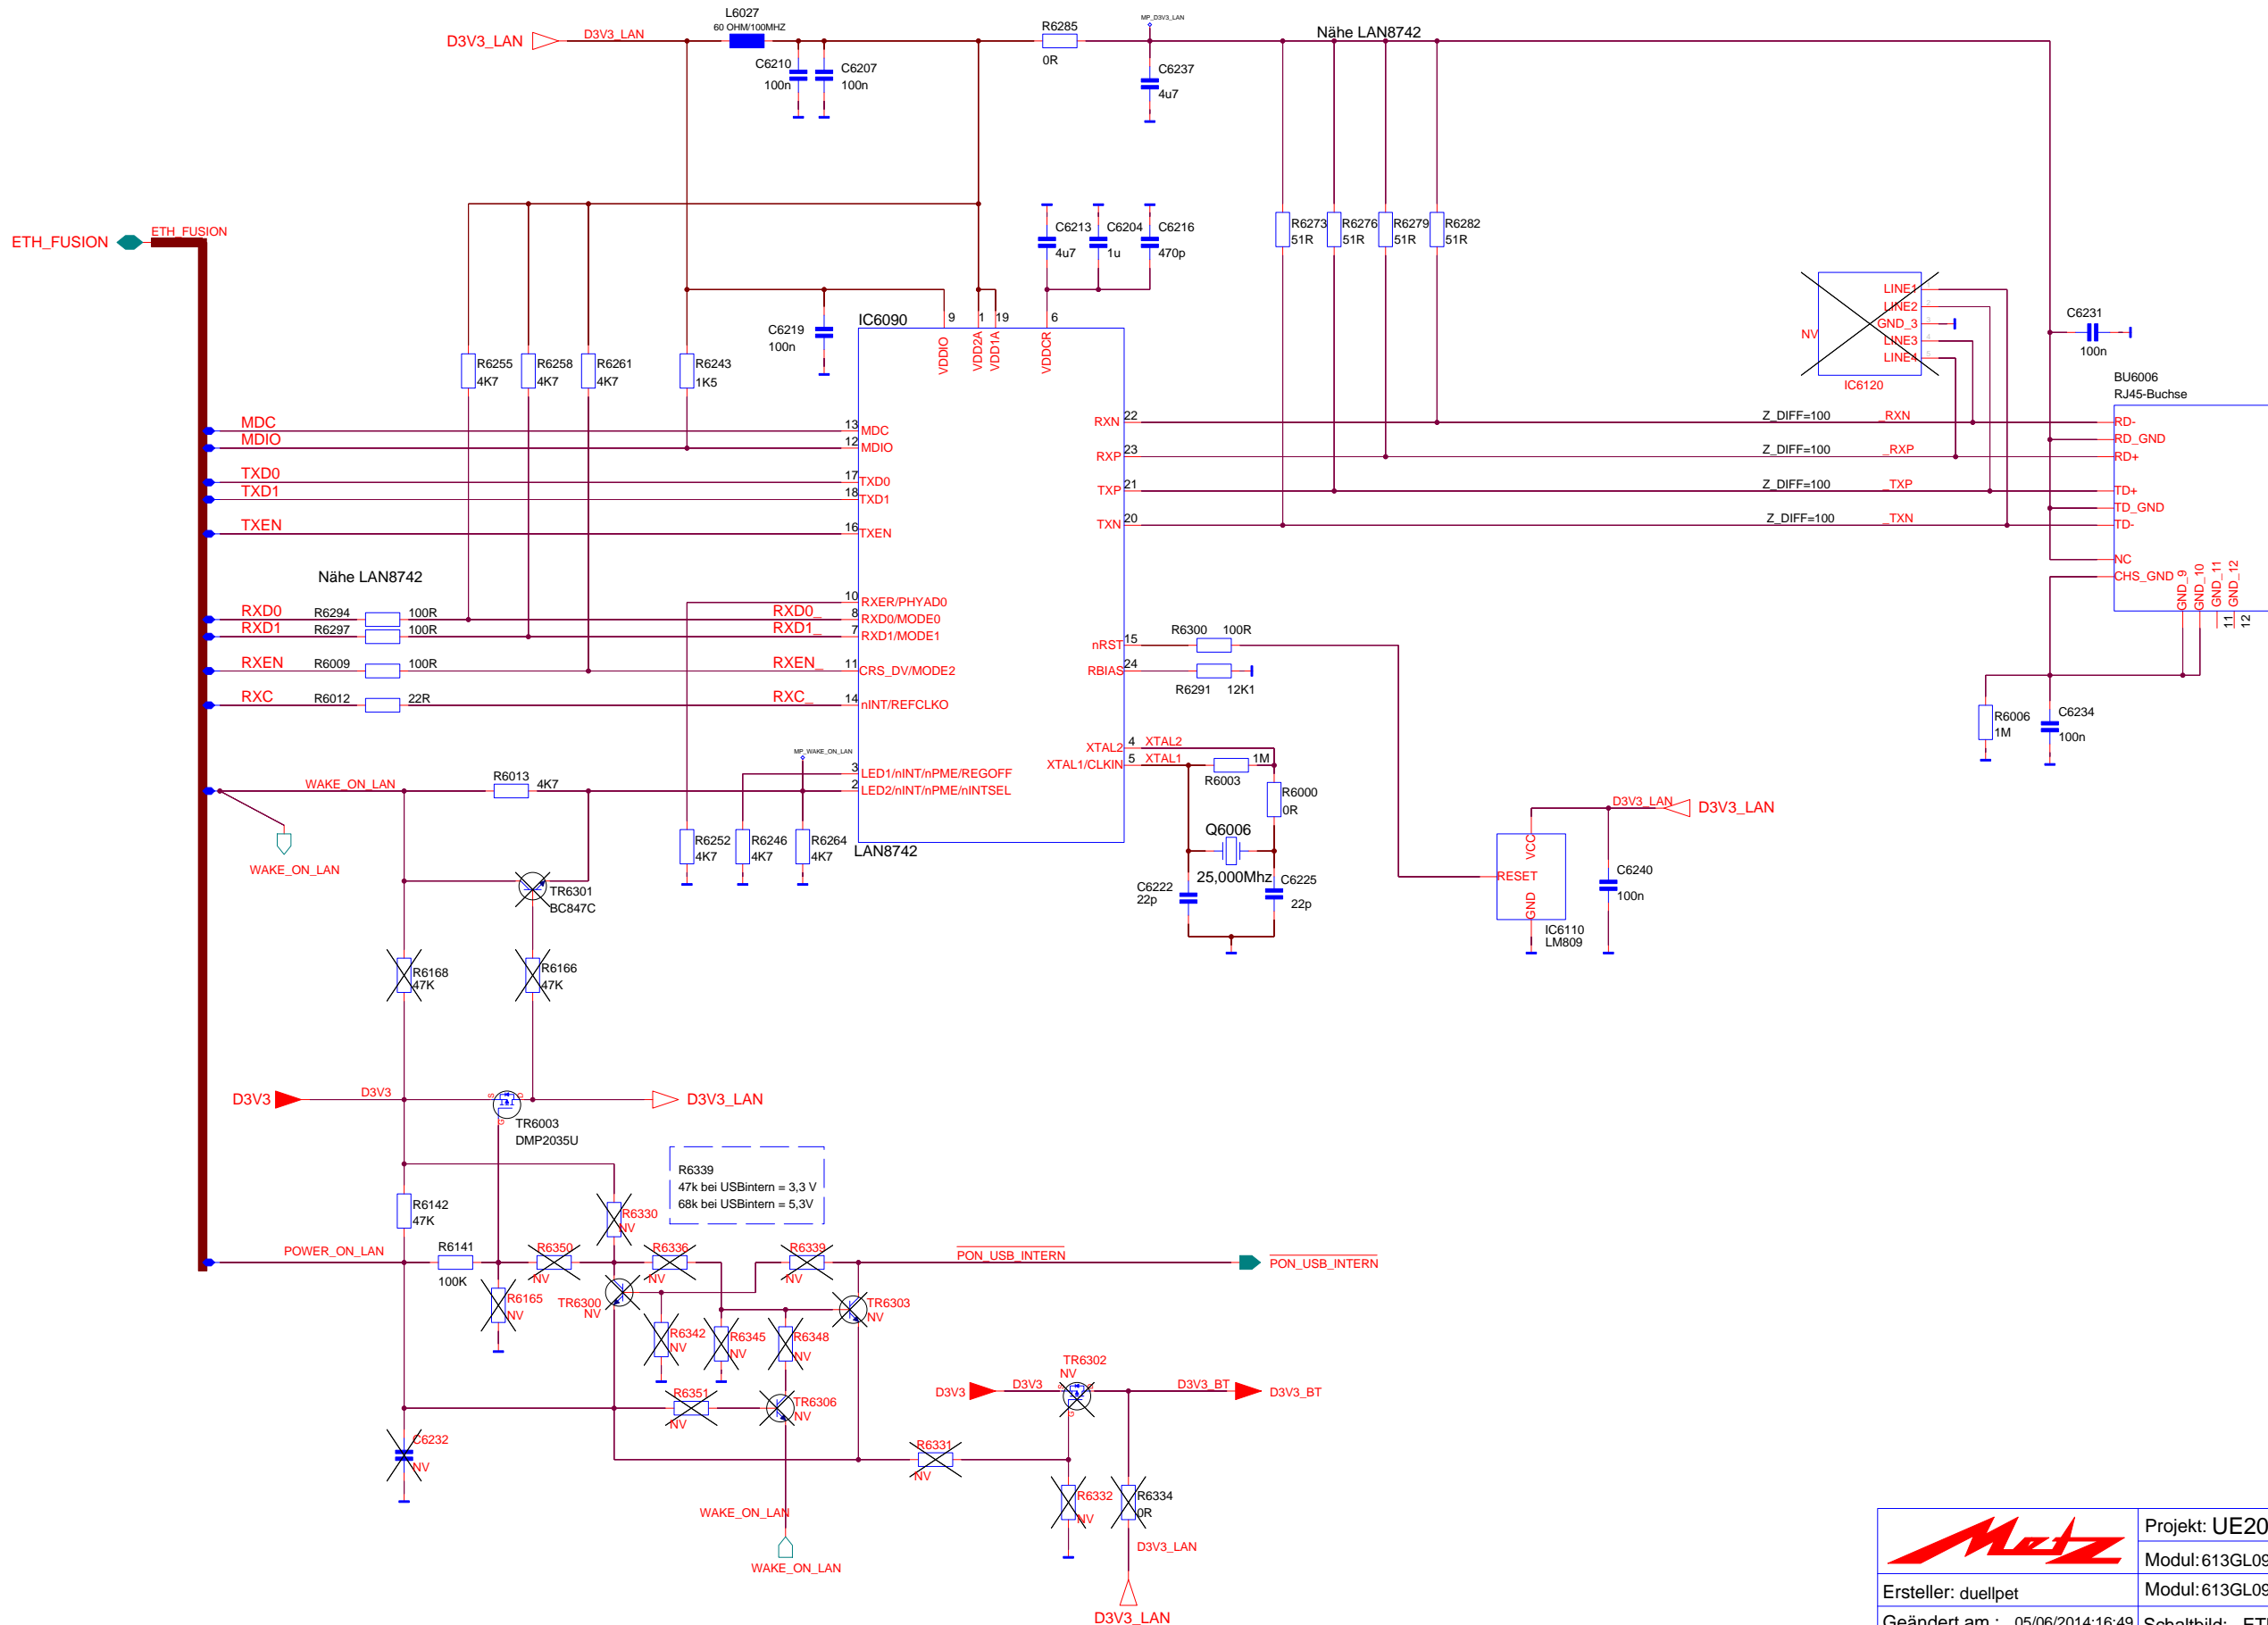 L6027
60 OHM/100MHZ
D3V3_LAN
D3V3_LAN
C6210
100n
C6207
100n
R6285
0R
MP_D3V3_LAN
C6237
4u7
Nähe LAN8742
ETH_FUSION
ETH_FUSION
C6213
4u7
C6204
1u
C6216
470p
R6273
51R
R6276
51R
R6279
51R
R6282
51R
LINE1
LINE2
GND_3
LINE3
LINE4
NV
IC6120
C6231
100n
BU6006
RJ45-Buchse
RD-
RD_GND
RD+
TD+
TD_GND
TD-
NC
CHS_GND
GND_9
GND_10
GND_11
GND_12
11
12
R6255
4K7
R6258
4K7
R6261
4K7
R6243
1K5
C6219
100n
IC6090
9
1
19
6
VDDIO
VDD2A
VDD1A
VDDCR
MDC
MDIO
TXD0
TXD1
TXEN
Nähe LAN8742
RXD0
R6294
100R
RXD0_
RXD1
R6297
100R
RXD1_
RXEN
R6009
100R
RXEN_
RXC
R6012
22R
RXC_
13
MDC
12
MDIO
17
TXD0
18
TXD1
16
TXEN
10
RXER/PHYAD0
8
RXD0/MODE0
7
RXD1/MODE1
11
CRS_DV/MODE2
14
nINT/REFCLKO
3
LED1/nINT/nPME/REGOFF
2
LED2/nINT/nPME/nINTSEL
RXN
22
RXP
23
TXP
21
TXN
20
nRST
15
RBIAS
24
XTAL2
4
XTAL2
XTAL1/CLKIN
5
XTAL1
LAN8742
Z_DIFF=100
_RXN
Z_DIFF=100
_RXP
Z_DIFF=100
_TXP
Z_DIFF=100
_TXN
R6300
100R
R6291
12K1
R6003
1M
R6000
0R
Q6006
25,000Mhz
C6222
22p
C6225
22p
R6006
1M
C6234
100n
D3V3_LAN
D3V3_LAN
VCC
RESET
GND
IC6110
LM809
C6240
100n
MP_WAKE_ON_LAN
WAKE_ON_LAN
R6013
4K7
WAKE_ON_LAN
R6252
4K7
R6246
4K7
R6264
4K7
TR6301
BC847C
R6168
47K
R6166
47K
D3V3
D3V3
S
D
G
D3V3_LAN
TR6003
DMP2035U
R6339
47k bei USBintern = 3,3 V
68k bei USBintern = 5,3V
R6142
47K
R6330
NV
POWER_ON_LAN
R6141
100K
R6350
NV
R6336
NV
R6339
NV
PON_USB_INTERN
PON_USB_INTERN
R6165
NV
TR6300
NV
TR6303
NV
R6342
NV
R6345
NV
R6348
NV
R6351
NV
TR6306
NV
C6232
NV
R6331
NV
TR6302
NV
D3V3
D3V3
S
D
G
D3V3_BT
D3V3_BT
R6332
NV
R6334
0R
WAKE_ON_LAN
WAKE_ON_LAN
D3V3_LAN
D3V3_LAN
Metz
Projekt: UE20
Modul: 613GL09
Ersteller: duellpet
Modul: 613GL09
Geändert am : 05/06/2014:16:49
Schaltbild: ET